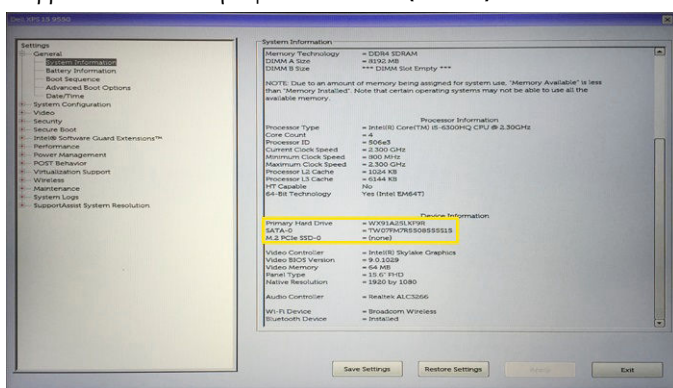 Dell XPS 15 9550
Settings
General
System Information
Battery Information
Boot Sequence
Advanced Boot Options
Date/Time
System Configuration
Video
Security
Secure Boot
Intel® Software Guard Extensions™
Performance
Power Management
POST Behavior
Virtualization Support
Wireless
Maintenance
System Logs
SupportAssist System Resolution
System Information
Memory Technology = DDR4 SDRAM
DIMM A Size = 8192 MB
DIMM B Size *** DIMM Slot Empty ***
NOTE: Due to an amount of memory being assigned for system use, "Memory Available" is less
than "Memory Installed". Note that certain operating systems may not be able to use all the
available memory.
Processor Information
Processor Type = Intel(R) Core(TM) i5-6300HQ CPU @ 2.30GHz
Core Count = 4
Processor ID = 506e3
Current Clock Speed = 2.300 GHz
Minimum Clock Speed = 800 MHz
Maximum Clock Speed = 2.300 GHz
Processor L2 Cache = 1024 KB
Processor L3 Cache = 6144 KB
HT Capable No
64-Bit Technology Yes (Intel EM64T)
Device Information
Primary Hard Drive
SATA-0
M.2 PCIe SSD-0 = (none)
Video Controller = Intel(R) Skylake Graphics
Video BIOS Version = 9.0.1029
Video Memory = 64 MB
Panel Type = 15.6" FHD
Native Resolution = 1920 by 1080
Audio Controller = Realtek ALC3266
Wi-Fi Device = Broadcom Wireless
Bluetooth Device = Installed
Save Settings
Restore Settings
Apply
Exit